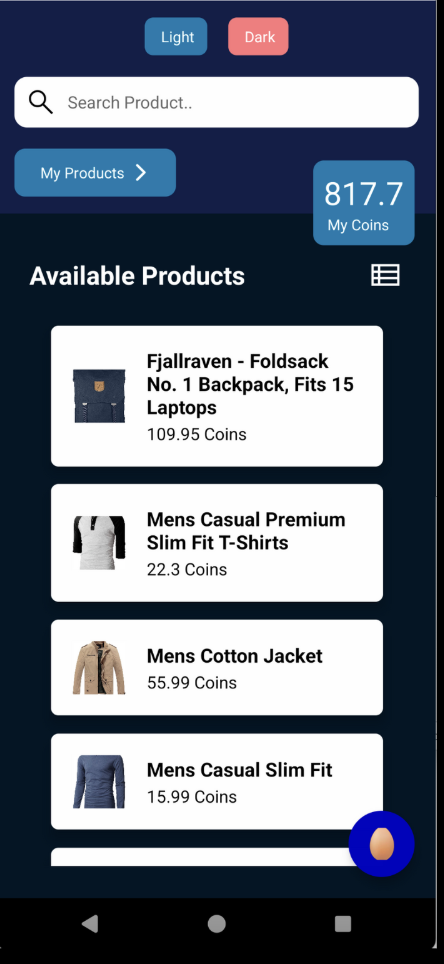 Light
Dark
Search Product..
My Products
817.7
My Coins
Available Products
Fjallraven - Foldsack
No. 1 Backpack, Fits 15
Laptops
109.95 Coins
Mens Casual Premium
Slim Fit T-Shirts
22.3 Coins
Mens Cotton Jacket
55.99 Coins
Mens Casual Slim Fit
15.99 Coins